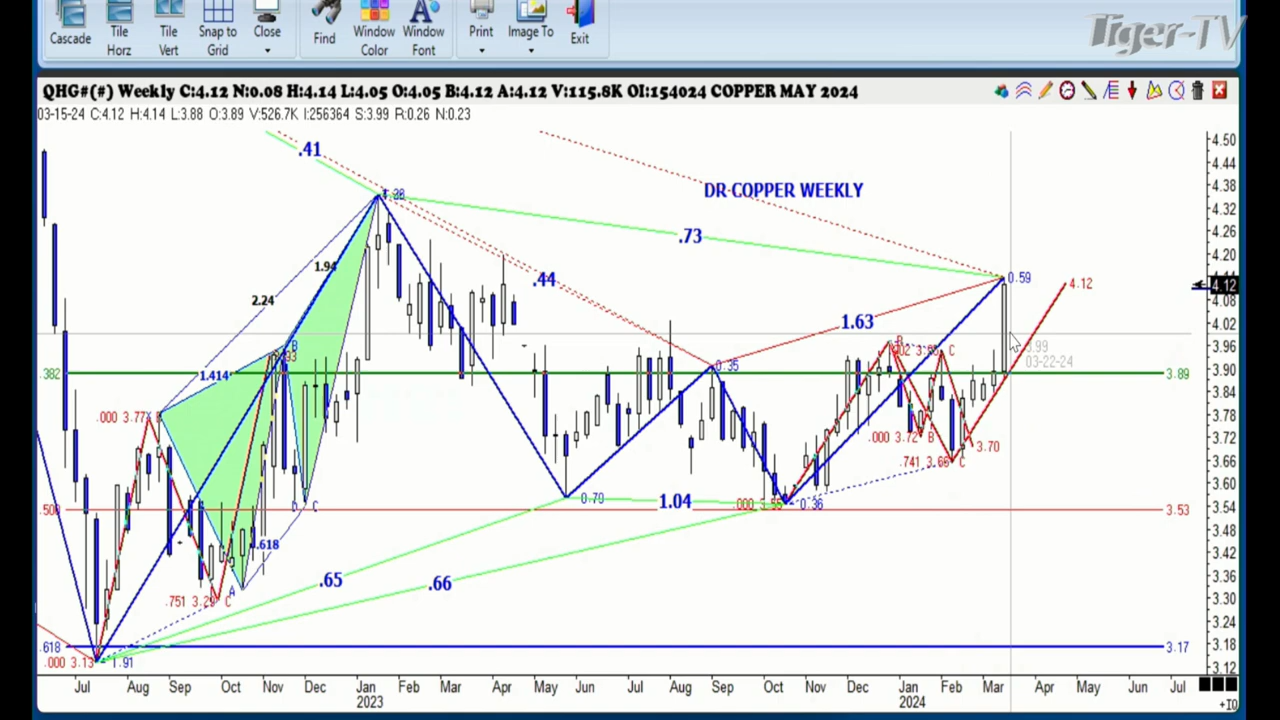 Cascade
Tile Horz
Tile Vert
Snap to Grid
Close
Find
Window Color
Window Font
Print
Image To
Exit
Tiger-TV
QHG#(#) Weekly C:4.12 N:0.08 H:4.14 L:4.05 O:4.05 B:4.12 A:4.12 V:115.8K OI:154024 COPPER MAY 2024
03-15-24 C:4.12 H:4.14 L:3.88 O:3.89 V:526.7K I:256364 S:3.99 R:0.26 N:0.23
4.50
.41
4.44
4.38
DR COPPER WEEKLY
4.32
.73
4.26
4.20
1.94
.44
0.59
4.12
4.12
2.24
4.08
1.63
4.02
B
B
C
3.99
3.96
03-22-24
1.414
0.35
.382
3.89
3.90
3.84
.000 3.77
3.78
.000 3.72 B
3.72
3.70
.741 3.66 C
3.66
3.60
0.79
1.04
0.36
D C
3.54
.500
3.53
3.48
.618
3.42
.65
.66
3.36
A
.751 3.29 C
3.30
3.24
.618
3.17
3.18
.000 3.13
1.91
3.12
Jul Aug Sep Oct Nov Dec Jan Feb Mar Apr May Jun Jul Aug Sep Oct Nov Dec Jan Feb Mar Apr May Jun Jul
2023 2024